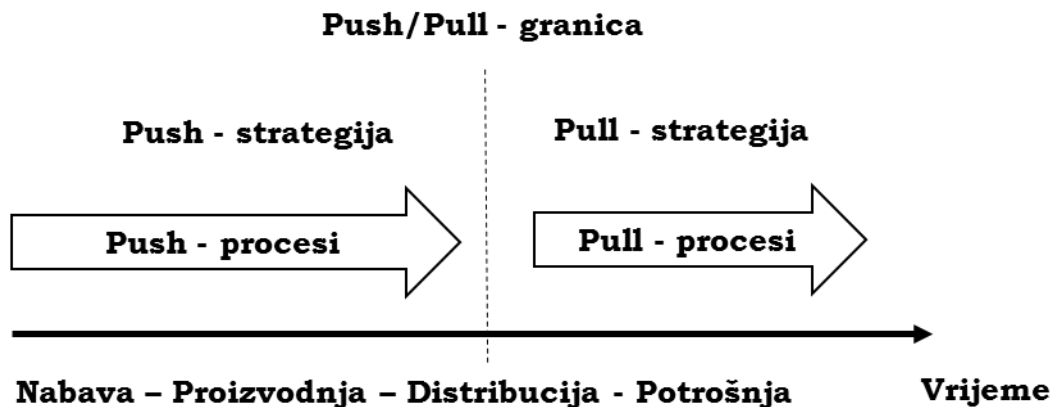 Push/Pull - granica
Push - strategija
Pull - strategija
Push - procesi
Pull - procesi
Nabava – Proizvodnja – Distribucija - Potrošnja
Vrijeme